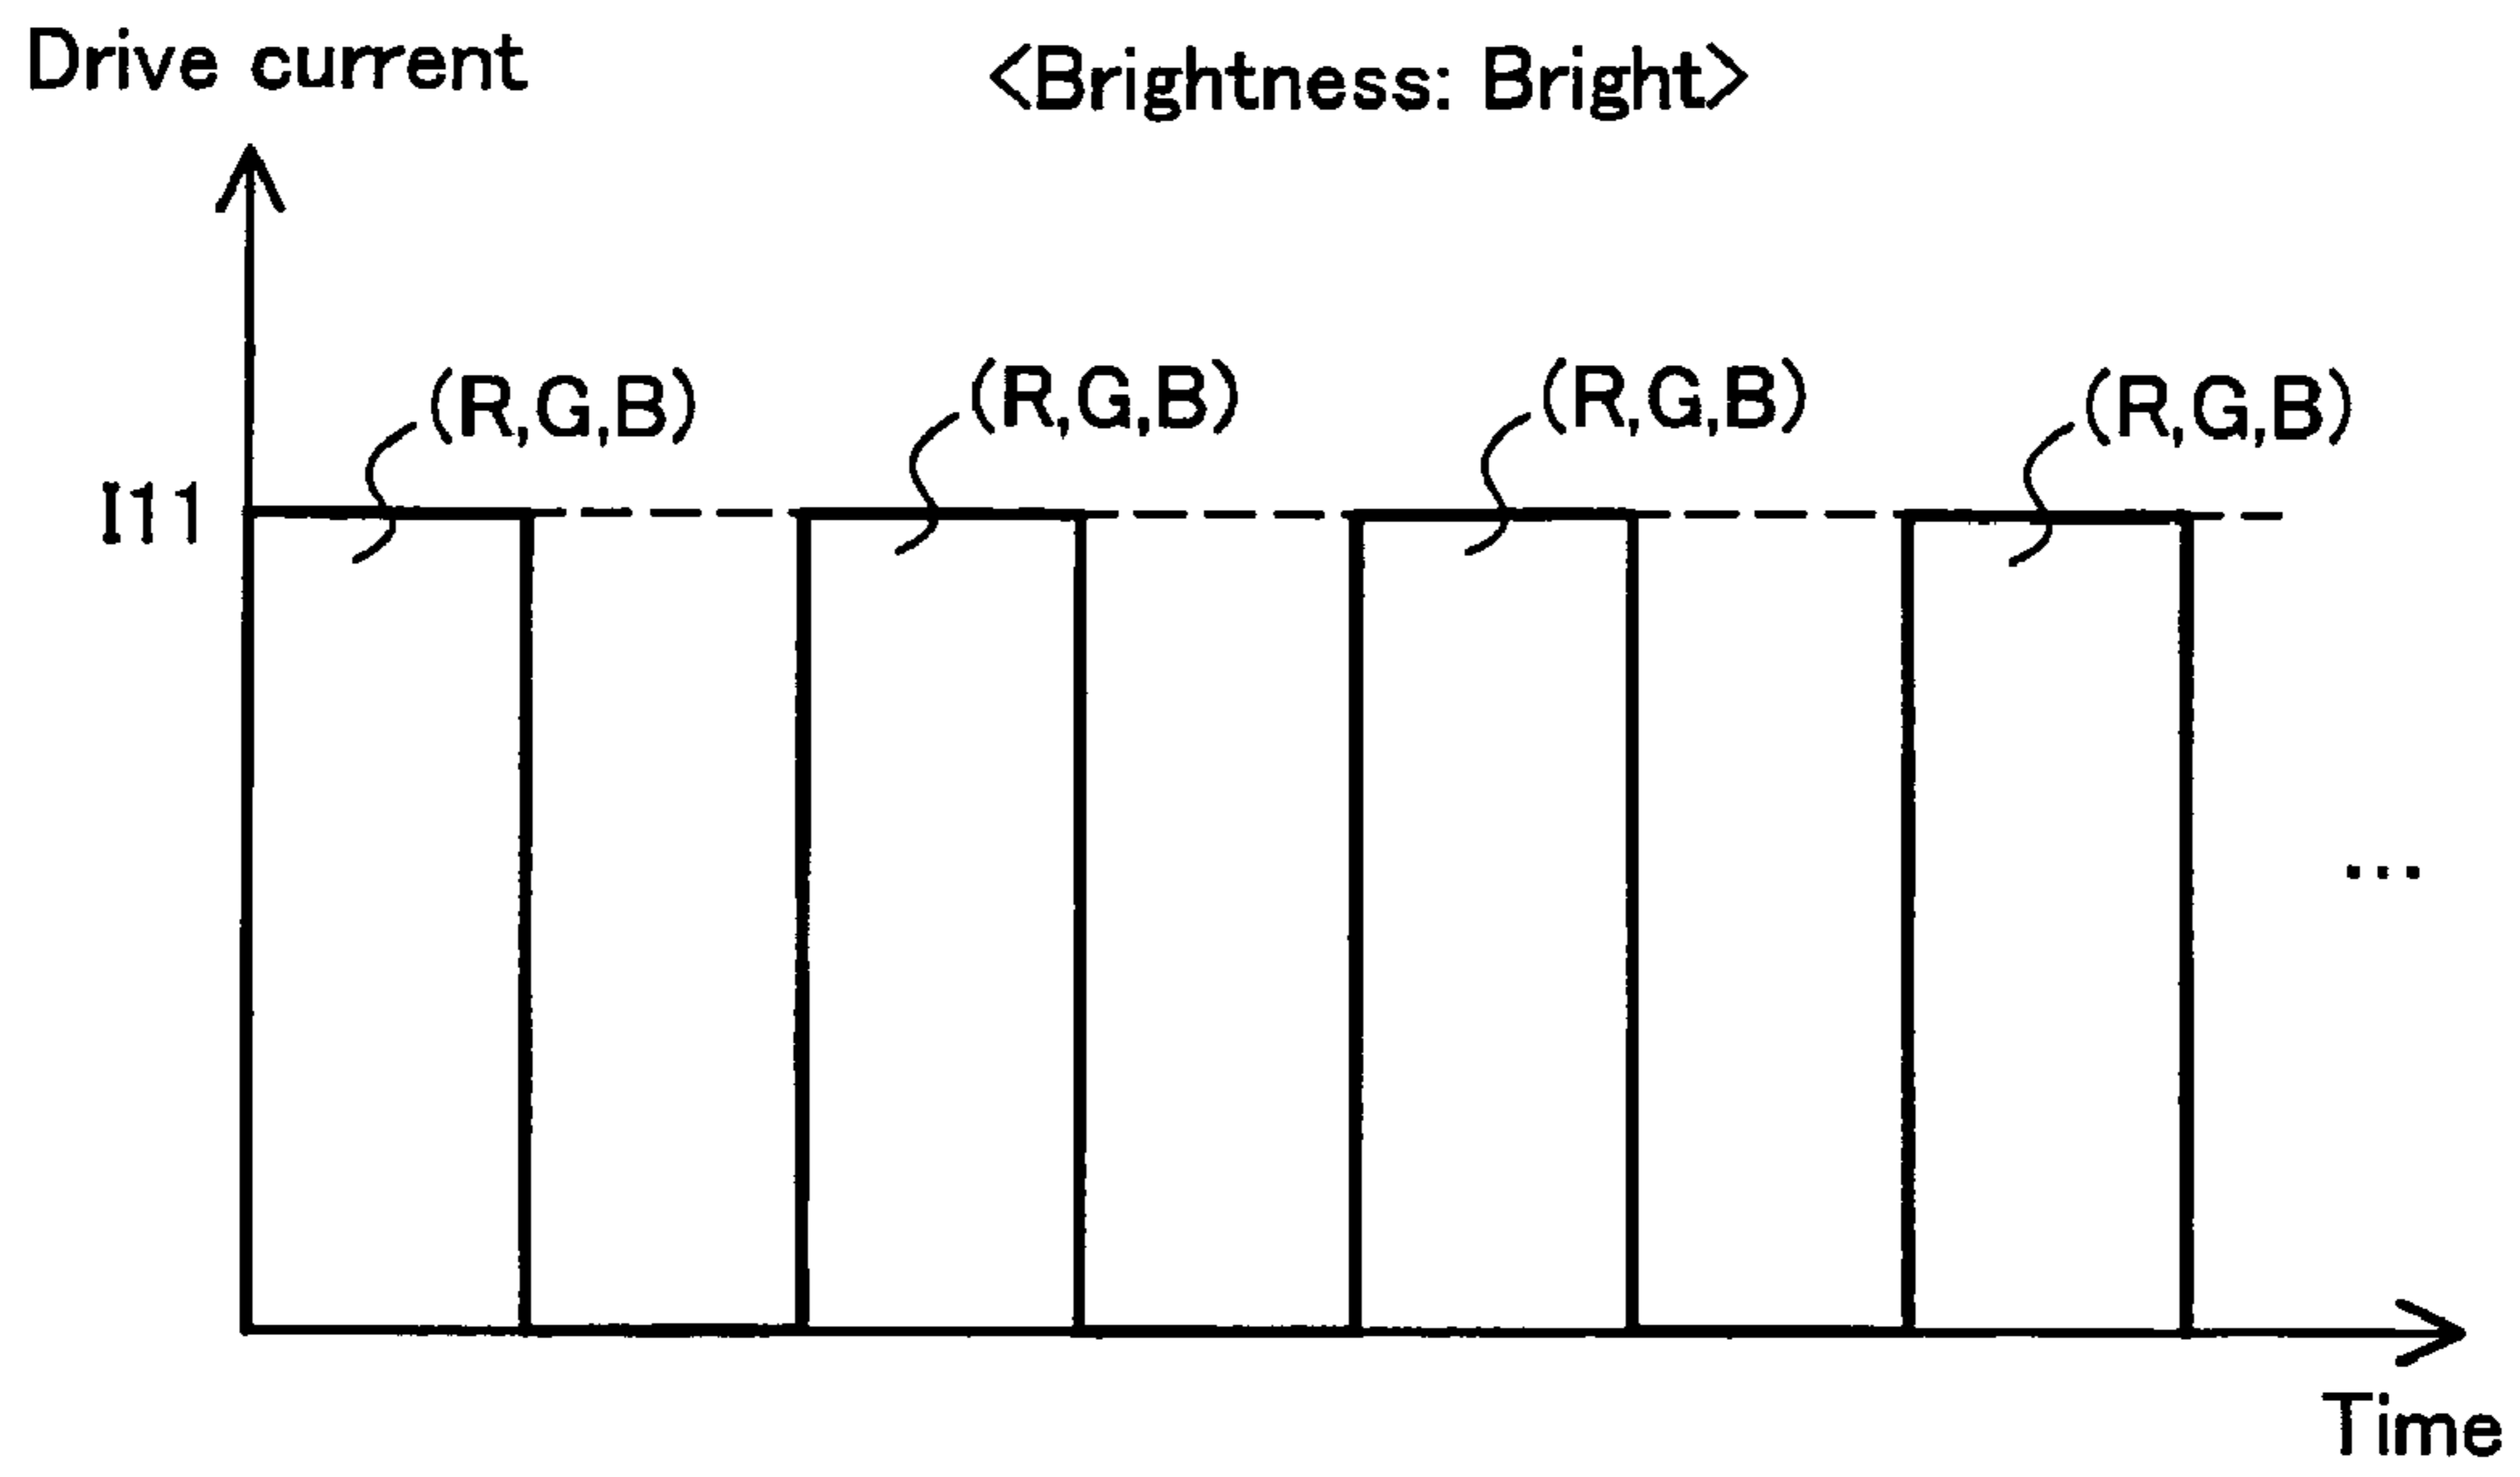 Drive current
<Brightness: Bright>
(R,G,B) (R,G,B) (R,G,B) (R,G,B)
I11
...
Time